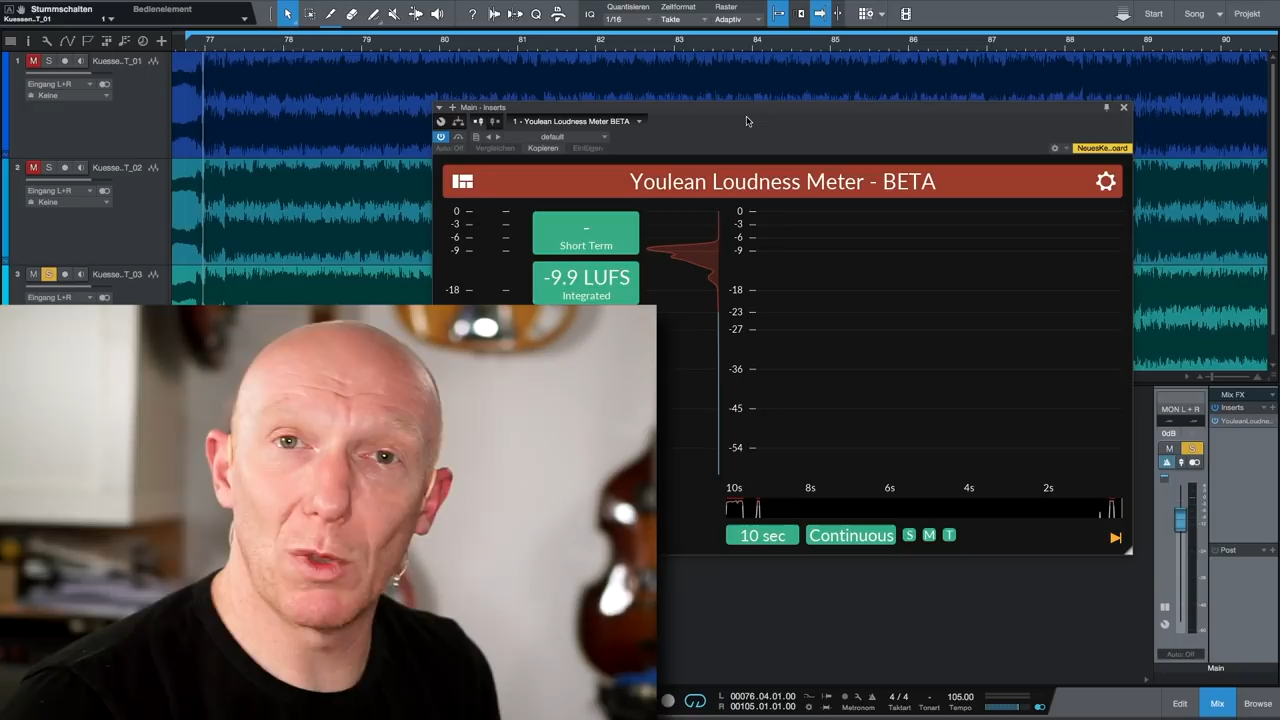 Stummschalten
Bedienelement
Kuessen_T_01
1
Quantisieren
Zeitformat
Raster
IQ
1/16
Takte
Adaptiv
Start
Song
Projekt
77
78
79
80
81
82
83
84
85
86
87
88
89
90
1
M
S
Kuesse..T_01
Eingang L+R
Keine
2
M
S
Kuesse..T_02
Eingang L+R
Keine
3
M
S
Kuesse..T_03
Eingang L+R
Main - Inserts
1 - Youlean Loudness Meter BETA
default
Auto: Off
Vergleichen
Kopieren
Einfügen
NeuesKe..oard
Youlean Loudness Meter - BETA
0
-3
-6
-9
-18
-
Short Term
-9.9 LUFS
Integrated
0
-3
-6
-9
-18
-23
-27
-36
-45
-54
10s
8s
6s
4s
2s
10 sec
Continuous
S
M
T
MON L + R
0dB
M
S
Auto: Off
Main
Mix FX
Inserts
YouleanLoudne..
Post
L 00076.04.01.00
R 00105.01.01.00
Metronom
4 / 4
Taktart
-
Tonart
105.00
Tempo
Edit
Mix
Browse